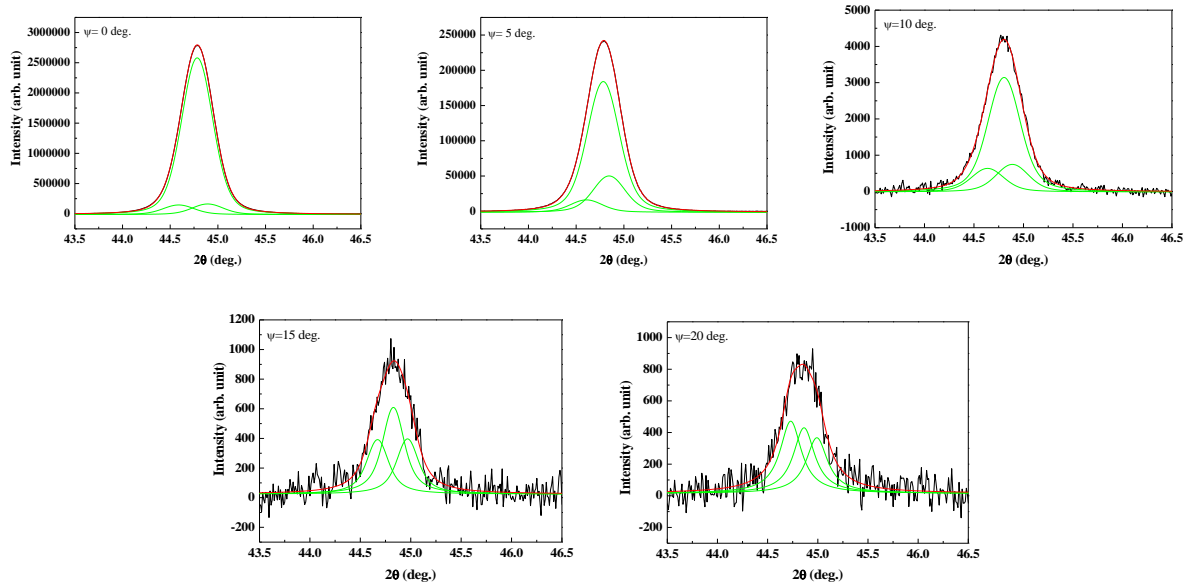 ψ= 0 deg.
Intensity (arb. unit)
3000000
2500000
2000000
1500000
1000000
500000
0
43.5 44.0 44.5 45.0 45.5 46.0 46.5
2θ (deg.)
ψ= 5 deg.
Intensity (arb. unit)
250000
200000
150000
100000
50000
0
43.5 44.0 44.5 45.0 45.5 46.0 46.5
2θ (deg.)
ψ=10 deg.
Intensity (arb. unit)
5000
4000
3000
2000
1000
0
-1000
43.5 44.0 44.5 45.0 45.5 46.0 46.5
2θ (deg.)
ψ=15 deg.
Intensity (arb. unit)
1200
1000
800
600
400
200
0
-200
43.5 44.0 44.5 45.0 45.5 46.0 46.5
2θ (deg.)
ψ=20 deg.
Intensity (arb. unit)
1000
800
600
400
200
0
-200
43.5 44.0 44.5 45.0 45.5 46.0 46.5
2θ (deg.)